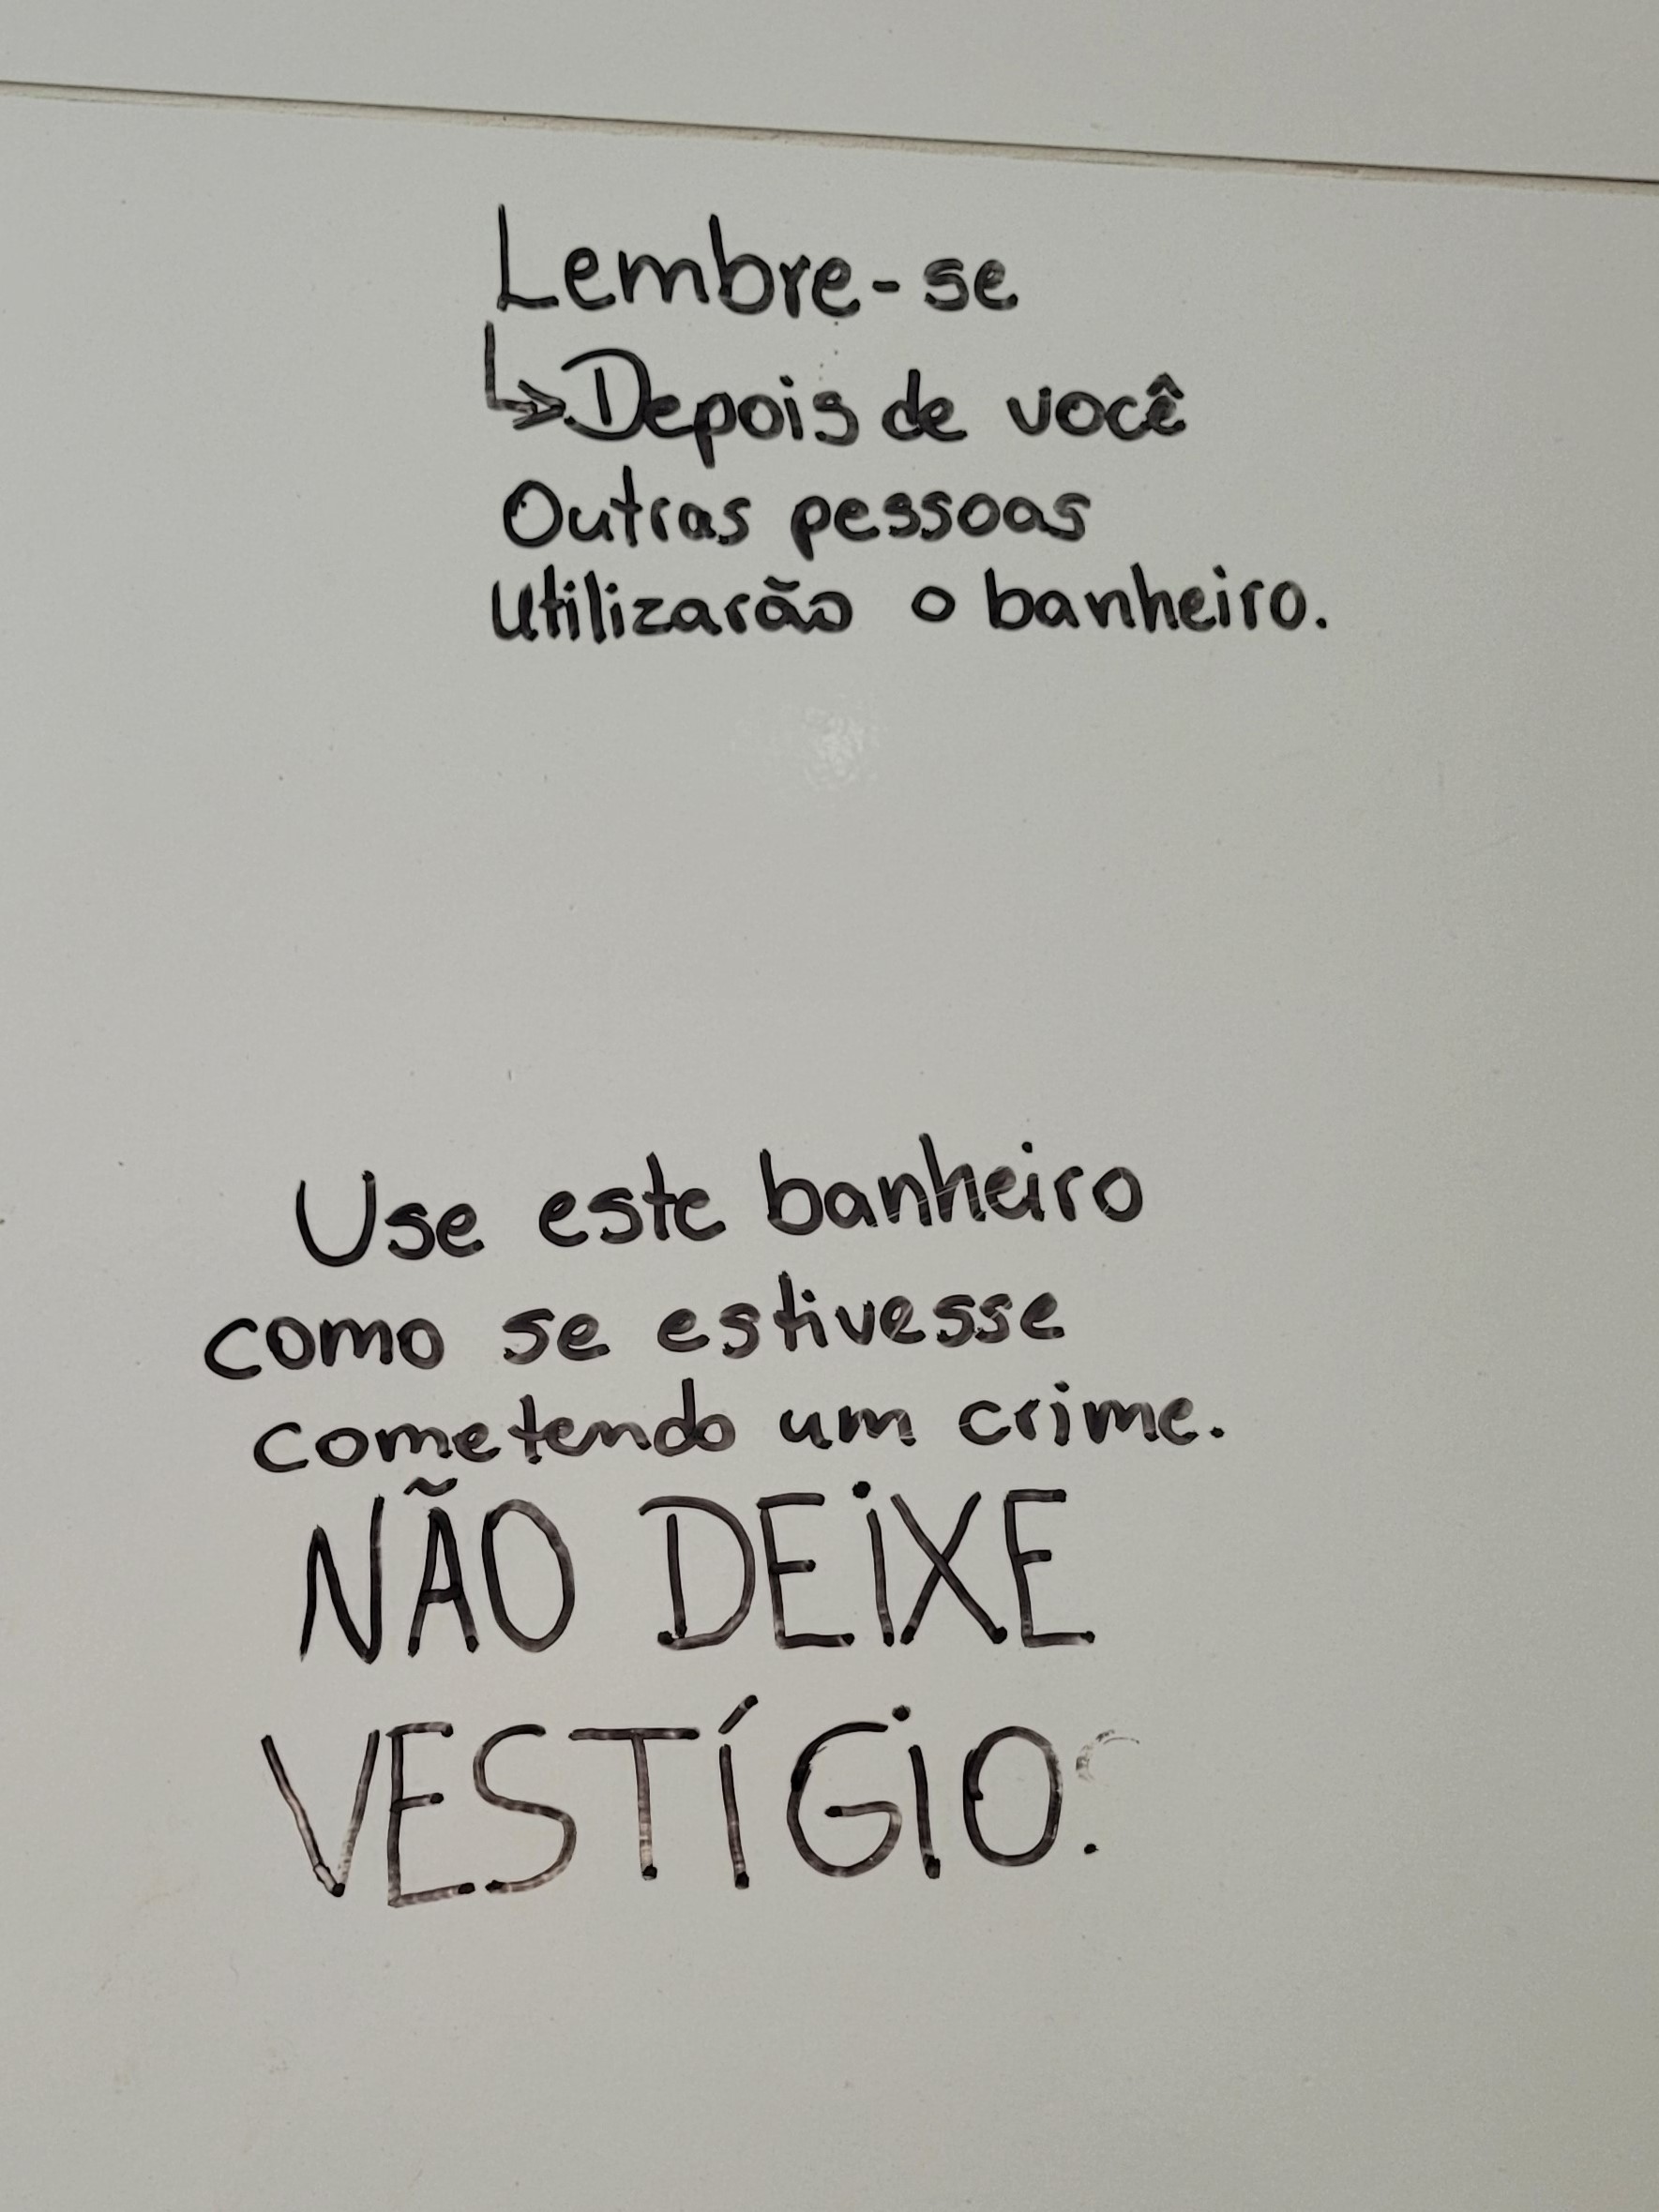 Lembre-se
↳Depois de você
Outras pessoas
Utilizarão o banheiro.
Use este banheiro
como se estivesse
cometendo um crime.
NÃO DEIXE
VESTÍGIO.